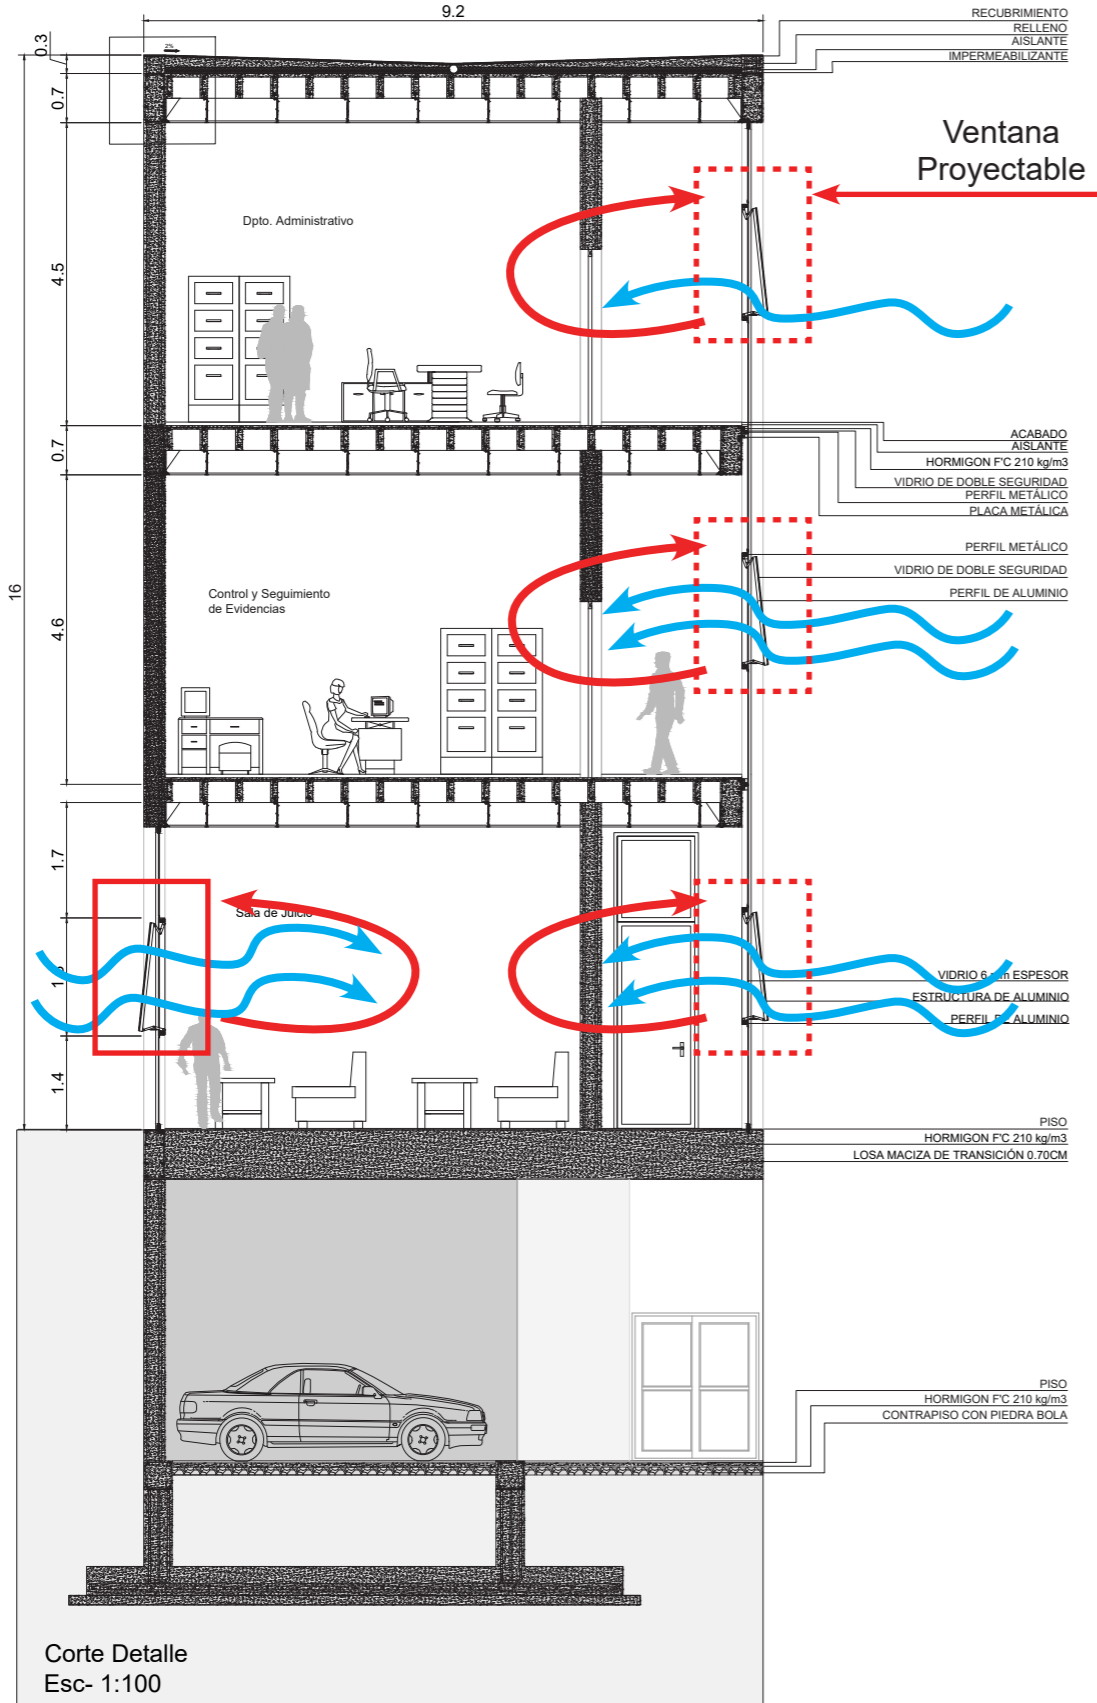 9.2
RECUBRIMIENTO
RELLENO
AISLANTE
IMPERMEABILIZANTE
0.3
2%
0.7
Ventana
Proyectable
Dpto. Administrativo
4.5
ACABADO
AISLANTE
HORMIGON F'C 210 kg/m3
VIDRIO DE DOBLE SEGURIDAD
PERFIL METÁLICO
PLACA METÁLICA
0.7
PERFIL METÁLICO
VIDRIO DE DOBLE SEGURIDAD
PERFIL DE ALUMINIO
16
Control y Seguimiento
de Evidencias
4.6
1.7
Sala de Juicio
VIDRIO 6 mm ESPESOR
ESTRUCTURA DE ALUMINIO
PERFIL DE ALUMINIO
1.4
PISO
HORMIGON F'C 210 kg/m3
LOSA MACIZA DE TRANSICIÓN 0.70CM
PISO
HORMIGON F'C 210 kg/m3
CONTRAPISO CON PIEDRA BOLA
Corte Detalle
Esc- 1:100